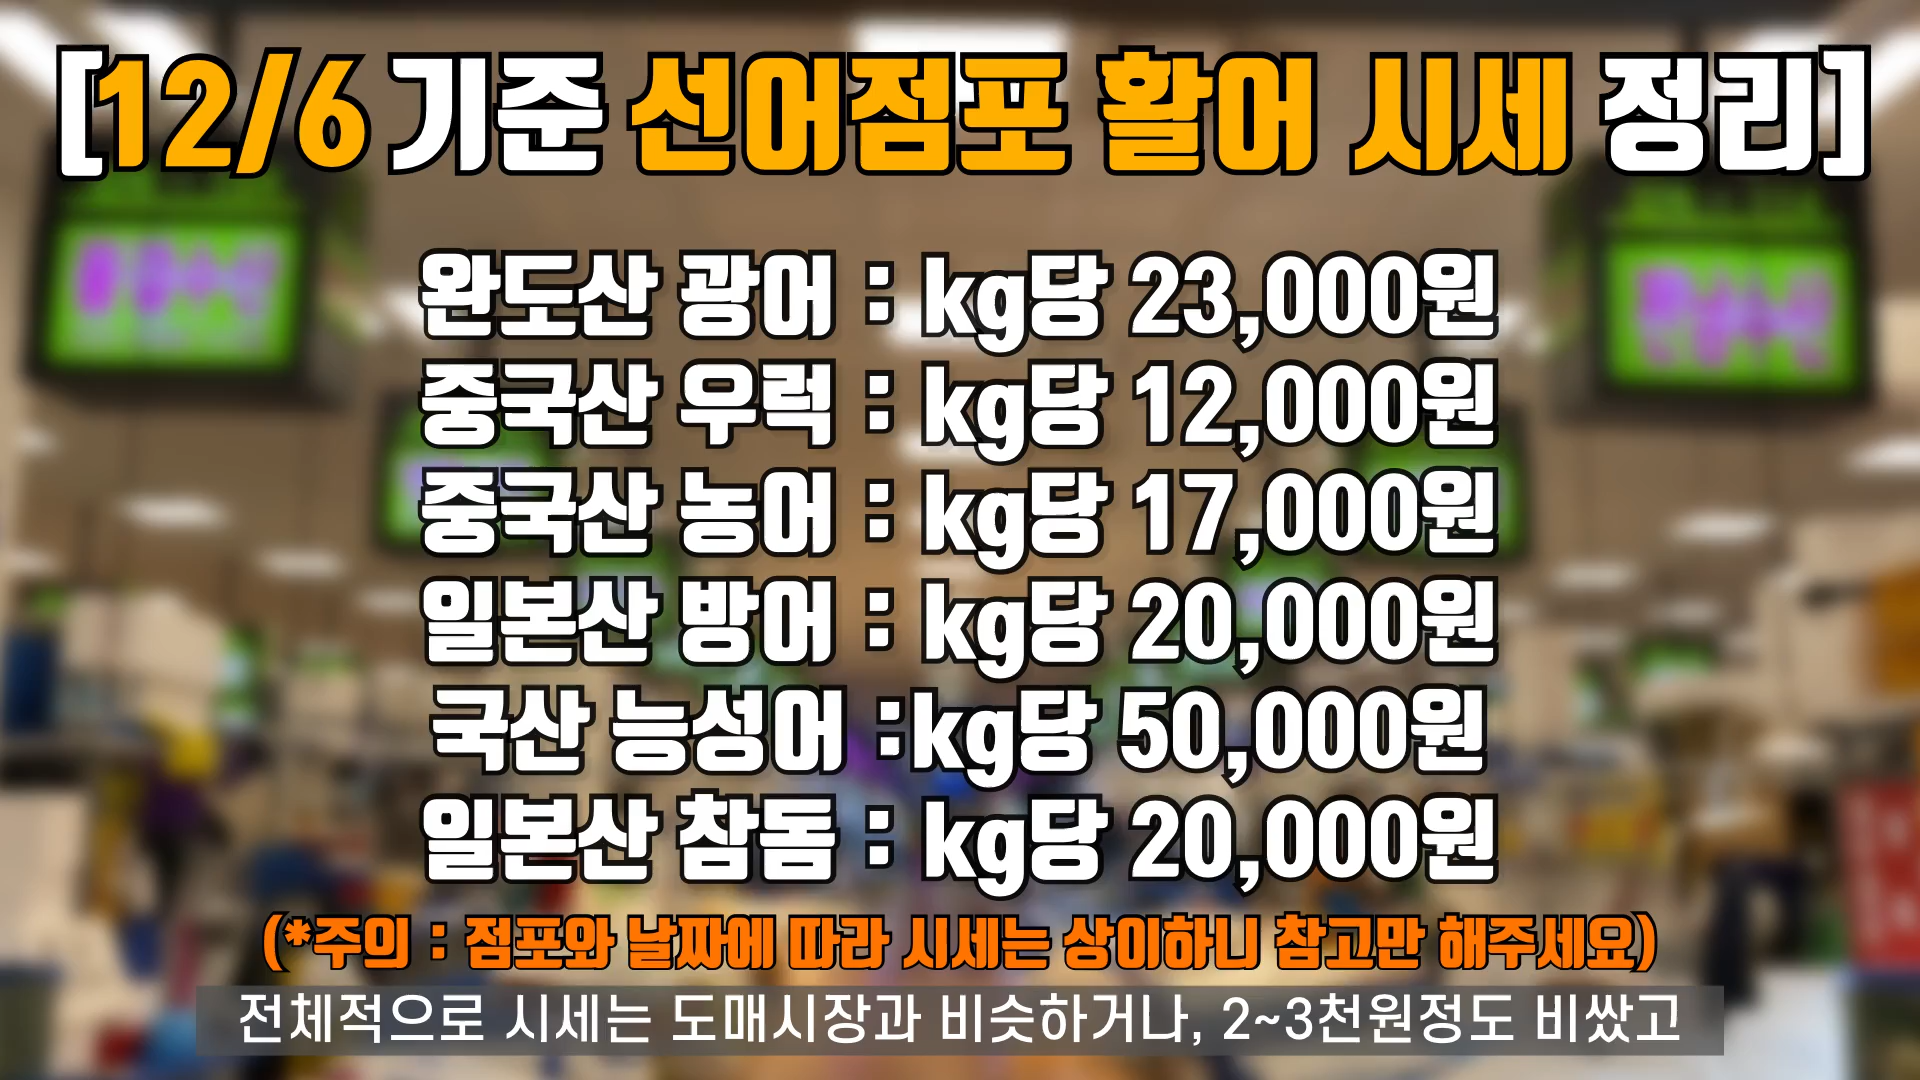 [12/6 기준 선어점포 활어 시세 정리]
완도산 광어 : kg당 23,000원
중국산 우럭 : kg당 12,000원
중국산 농어 : kg당 17,000원
일본산 방어 : kg당 20,000원
국산 능성어 :kg당 50,000원
일본산 참돔 : kg당 20,000원
(*주의 : 점포와 날짜에 따라 시세는 상이하니 참고만 해주세요)
전체적으로 시세는 도매시장과 비슷하거나, 2~3천원정도 비쌌고